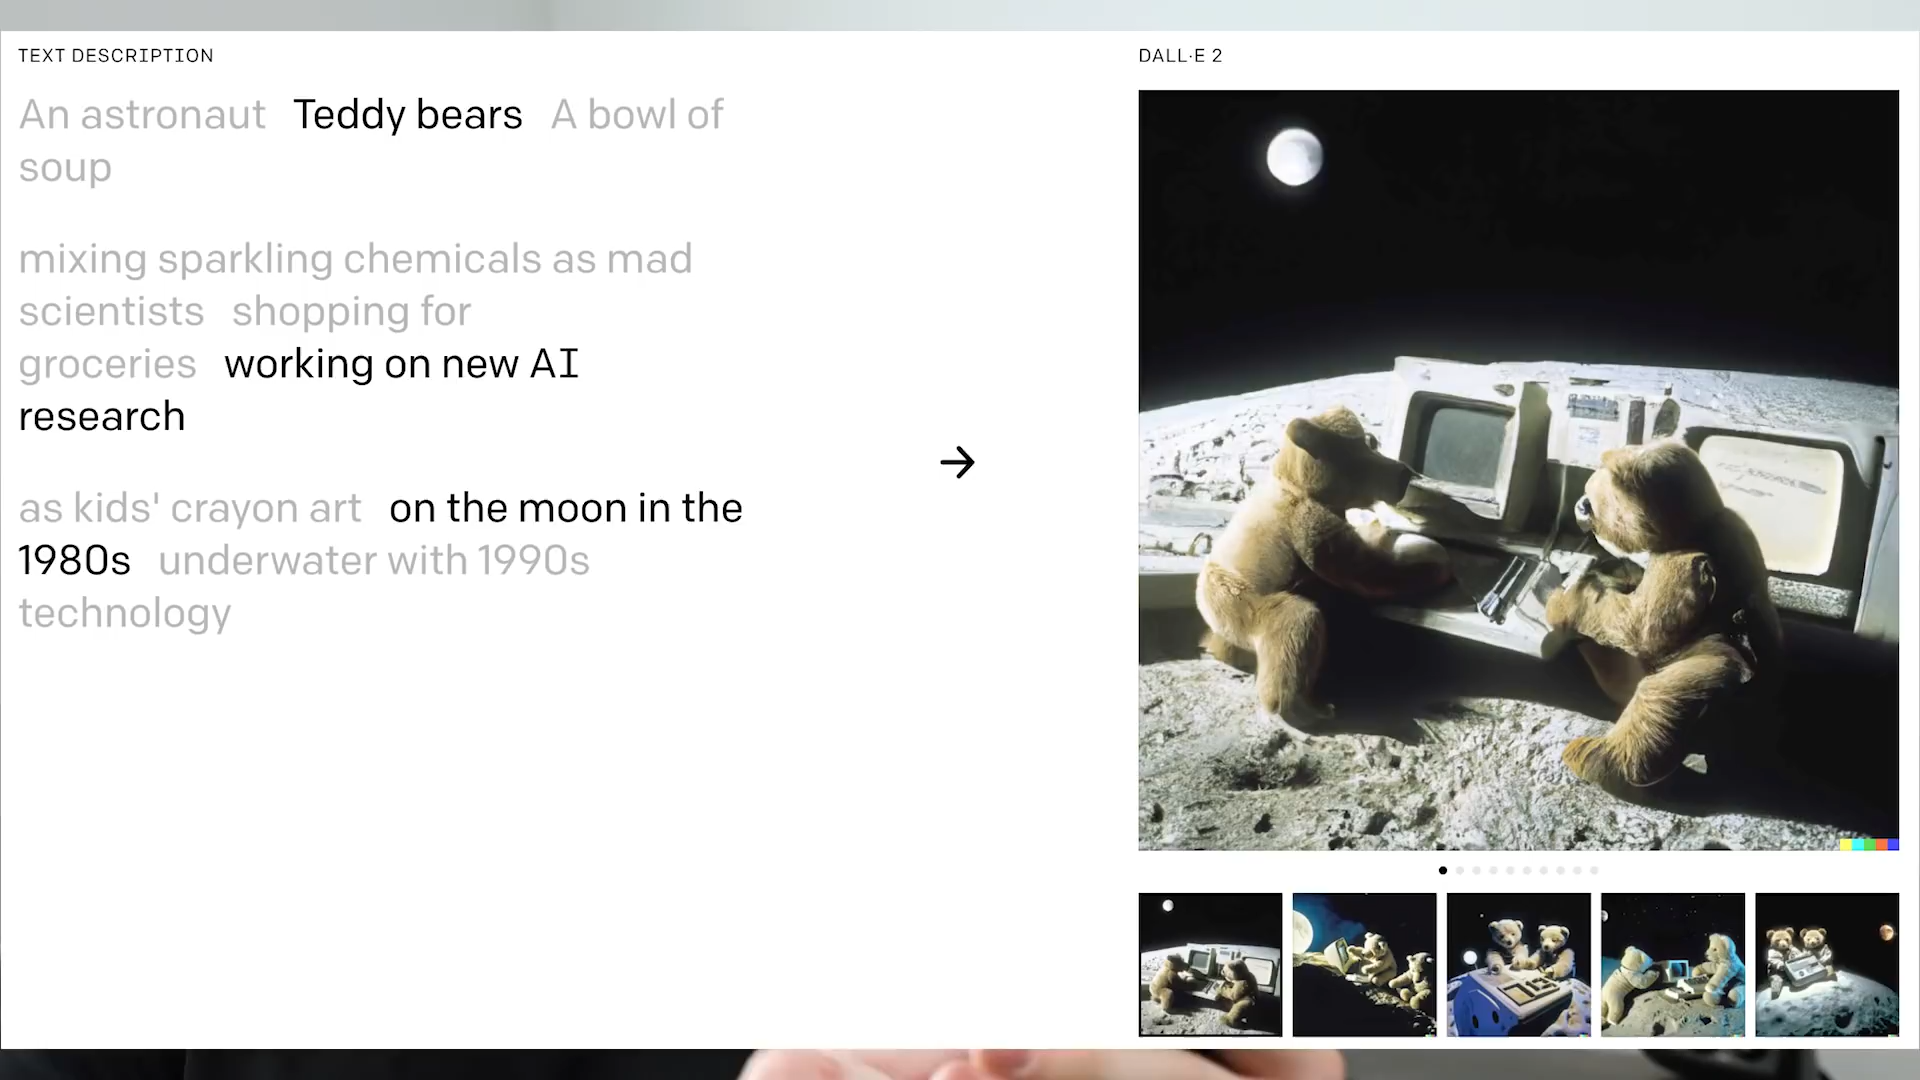 TEXT DESCRIPTION
An astronaut Teddy bears A bowl of
soup
mixing sparkling chemicals as mad
scientists shopping for
groceries working on new AI
research
as kids' crayon art on the moon in the
1980s underwater with 1990s
technology
DALL·E 2